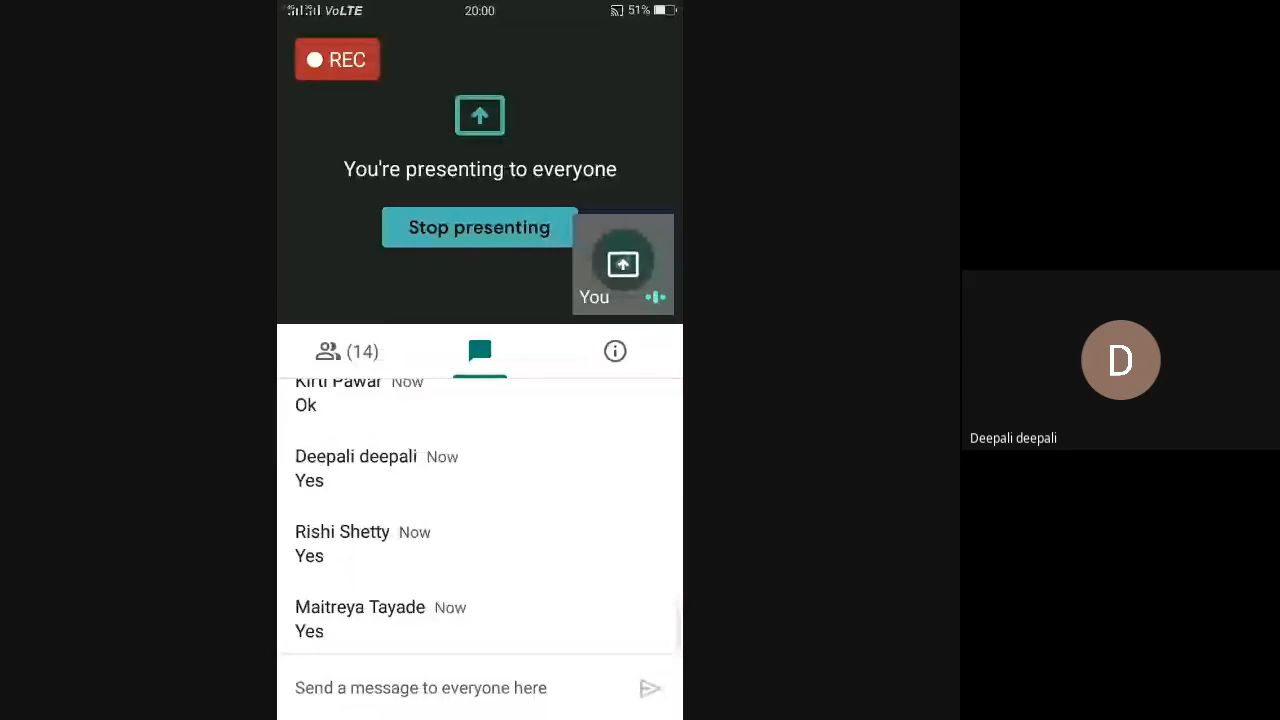 VoLTE 20:00 51%
REC
You're presenting to everyone
Stop presenting
You
(14)
Kirti Pawar Now
Ok
Deepali deepali Now
Yes
Rishi Shetty Now
Yes
Maitreya Tayade Now
Yes
Send a message to everyone here
D
Deepali deepali